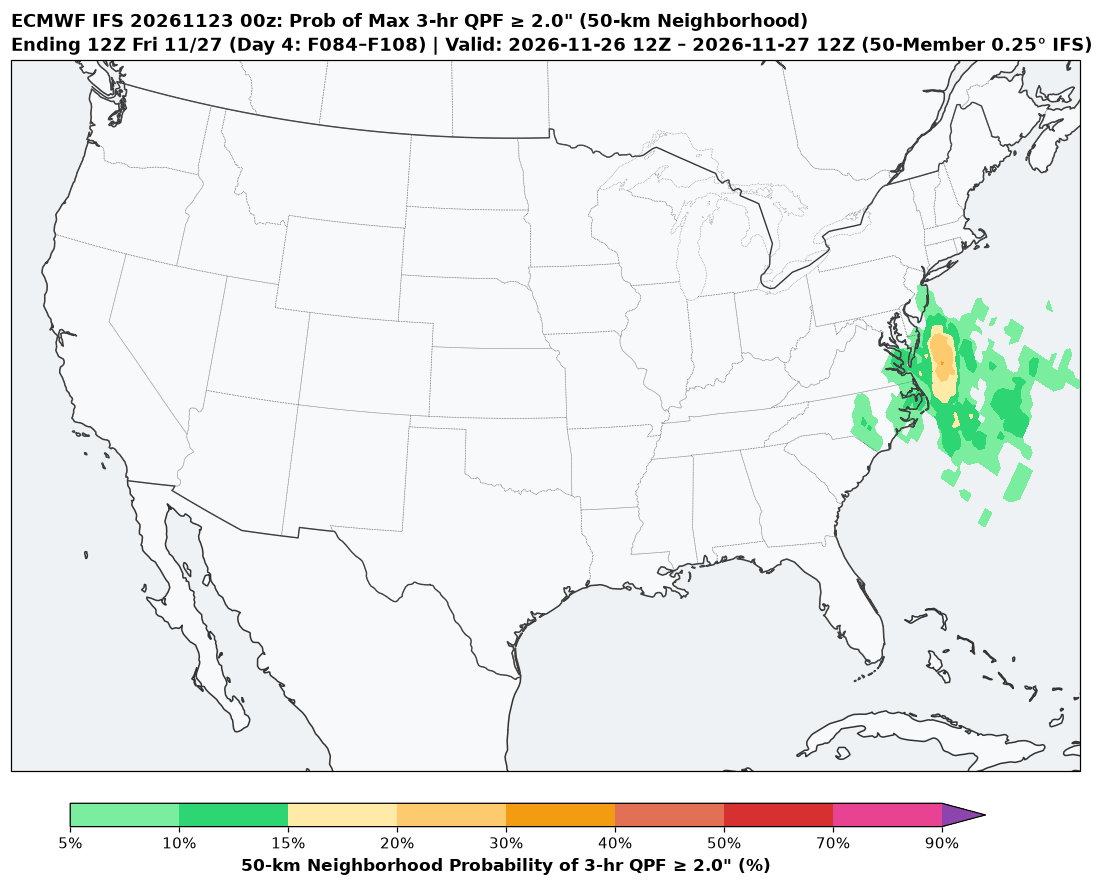 ECMWF IFS 20261123 00z: Prob of Max 3-hr QPF ≥ 2.0" (50-km Neighborhood)
Ending 12Z Fri 11/27 (Day 4: F084–F108) | Valid: 2026-11-26 12Z – 2026-11-27 12Z (50-Member 0.25° IFS)
5% 10% 15% 20% 30% 40% 50% 70% 90%
50-km Neighborhood Probability of 3-hr QPF ≥ 2.0" (%)